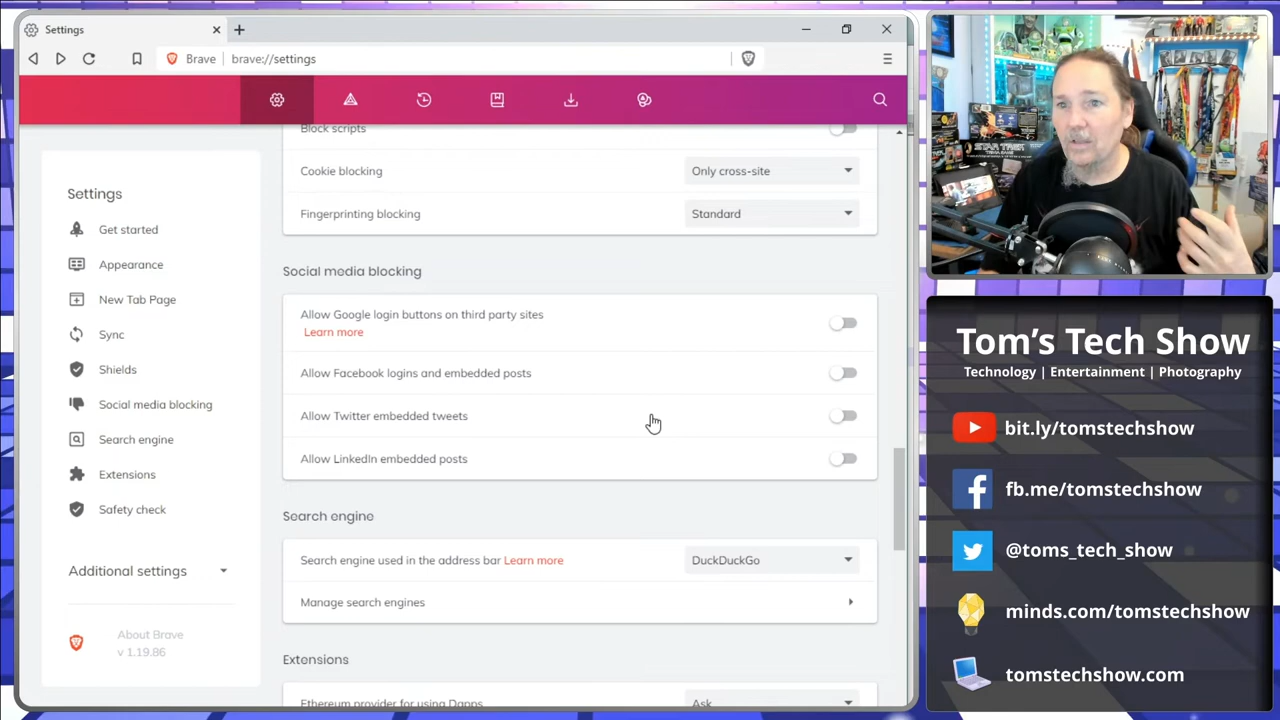 Settings
Brave
brave://settings
Block scripts
Cookie blocking
Only cross-site
Fingerprinting blocking
Standard
Social media blocking
Allow Google login buttons on third party sites
Learn more
Allow Facebook logins and embedded posts
Allow Twitter embedded tweets
Allow LinkedIn embedded posts
Search engine
Search engine used in the address bar Learn more
DuckDuckGo
Manage search engines
Extensions
Ethereum provider for using Dapps
Ask
Settings
Get started
Appearance
New Tab Page
Sync
Shields
Social media blocking
Search engine
Extensions
Safety check
Additional settings
About Brave
v 1.19.86
STAR TREK
Tom's Tech Show
Technology | Entertainment | Photography
bit.ly/tomstechshow
fb.me/tomstechshow
@toms_tech_show
minds.com/tomstechshow
tomstechshow.com